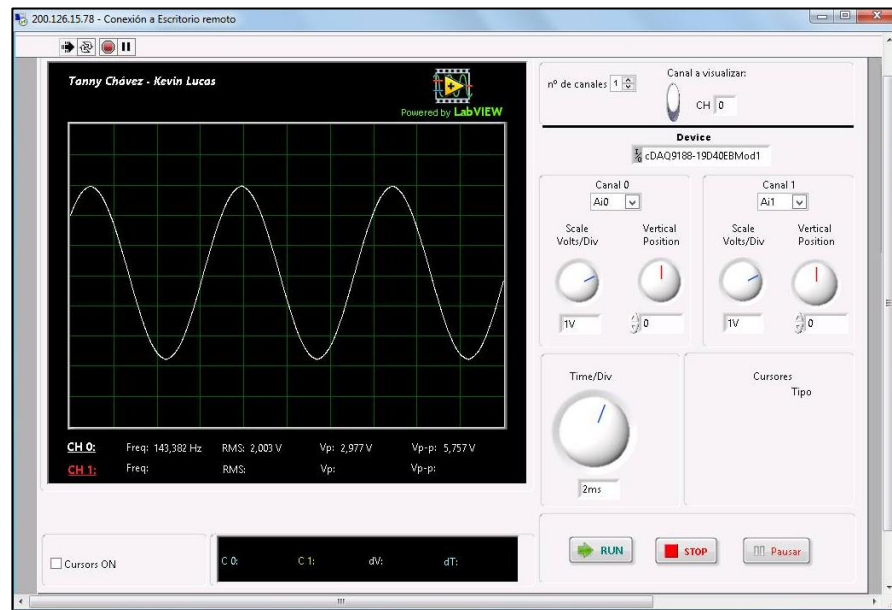 200.126.15.78 - Conexión a Escritorio remoto
Tanny Chávez - Kevin Lucas
Powered by LabVIEW
nº de canales 1
Canal a visualizar:
CH 0
Device
cDAQ9188-19D40EBMod1
Canal 0
Ai0
Scale Volts/Div
Vertical Position
1V
0
Canal 1
Ai1
Scale Volts/Div
Vertical Position
1V
0
CH 0: Freq: 143,382 Hz RMS: 2,003 V Vp: 2,977 V Vp-p: 5,757 V
CH 1: Freq: RMS: Vp: Vp-p:
Time/Div
2ms
Cursores
Tipo
Cursors ON
C 0: C 1: dV: dT:
RUN
STOP
Pausar